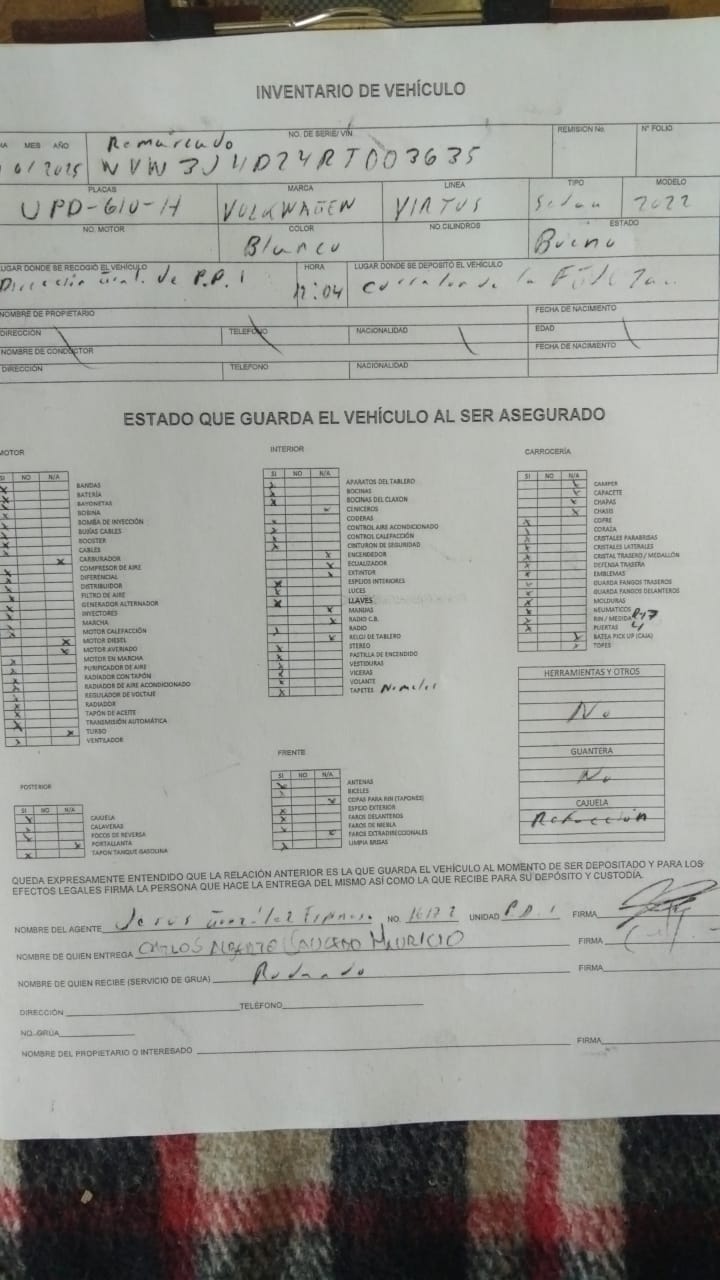 INVENTARIO DE VEHÍCULO
MES AÑO Remarcado NO. DE SERIE/ VIN. REMISION No. N° FOLIO
2025 WVW3J4D24RT003635
PLACAS MARCA LINEA TIPO MODELO
UPD-610-H VOLKWAGEN VIRTUS Sedan 2022
NO. MOTOR COLOR NO.CILINDROS ESTADO
Blanco Bueno
LUGAR DONDE SE RECOGIÓ EL VEHÍCULO HORA LUGAR DONDE SE DEPOSITÓ EL VEHÍCULO
Dirección Gral. de P.D.I 12:04 de la
NOMBRE DE PROPIETARIO FECHA DE NACIMIENTO
DIRECCIÓN TELEFONO NACIONALIDAD EDAD
NOMBRE DE CONDUCTOR FECHA DE NACIMIENTO
DIRECCIÓN TELEFONO NACIONALIDAD
ESTADO QUE GUARDA EL VEHÍCULO AL SER ASEGURADO
MOTOR
SI NO N/A
BANDAS
BATERÍA
BAYONETAS
BOBINA
BOMBA DE INYECCIÓN
BUJÍAS CABLES
BOOSTER
CABLES
CARBURADOR
COMPRESOR DE AIRE
DIFERENCIAL
DISTRIBUIDOR
FILTRO DE AIRE
GENERADOR ALTERNADOR
INYECTORES
MARCHA
MOTOR CALEFACCIÓN
MOTOR DIESEL
MOTOR AVERIADO
MOTOR EN MARCHA
PURIFICADOR DE AIRE
RADIADOR CON TAPÓN
RADIADOR DE AIRE ACONDICIONADO
REGULADOR DE VOLTAJE
RADIADOR
TAPÓN DE ACEITE
TRANSMISIÓN AUTOMÁTICA
TURBO
VENTILADOR
INTERIOR
SI NO N/A
APARATOS DEL TABLERO
BOCINAS
BOCINAS DEL CLAXON
CENICEROS
CODERAS
CONTROL AIRE ACONDICIONADO
CONTROL CALEFACCIÓN
CINTURON DE SEGURIDAD
ENCENDEDOR
ECUALIZADOR
EXTINTOR
ESPEJOS INTERIORES
LUCES
LLAVES
MANIJAS
RADIO C.B.
RADIO
RELOJ DE TABLERO
STEREO
PASTILLA DE ENCENDIDO
VESTIDURAS
VICERAS
VOLANTE
TAPETES Normales
CARROCERÍA
SI NO N/A
CAMPER
CAPACETE
CHAPAS
CHASIS
COFRE
CORAZA
CRISTALES PARABRISAS
CRISTALES LATERALES
CRISTAL TRASERO / MEDALLÓN
DEFENSA TRASERA
EMBLEMAS
GUARDA FANGOS TRASEROS
GUARDA FANGOS DELANTEROS
MOLDURAS
NEUMATICOS
RIN / MEDIDA R-17
PUERTAS 4
BATEA PICK UP (CAJA)
TOPES
HERRAMIENTAS Y OTROS
No
GUANTERA
No
CAJUELA
Refacción
POSTERIOR
SI NO N/A
CAJUELA
CALAVERAS
FOCOS DE REVERSA
PORTALLANTA
TAPÓN TANQUE GASOLINA
FRENTE
SI NO N/A
ANTENAS
BICELES
COPAS PARA RIN (TAPONES)
ESPEJO EXTERIOR
FAROS DELANTEROS
FAROS DE NIEBLA
FAROS EXTRADIRECCIONALES
LIMPIA BRISAS
QUEDA EXPRESAMENTE ENTENDIDO QUE LA RELACIÓN ANTERIOR ES LA QUE GUARDA EL VEHÍCULO AL MOMENTO DE SER DEPOSITADO Y PARA LOS
EFECTOS LEGALES FIRMA LA PERSONA QUE HACE LA ENTREGA DEL MISMO ASÍ COMO LA QUE RECIBE PARA SU DEPÓSITO Y CUSTODÍA.
NOMBRE DEL AGENTE Jesus González Espinosa NO. UNIDAD P.D.I FIRMA
NOMBRE DE QUIEN ENTREGA CARLOS MAURICIO FIRMA
NOMBRE DE QUIEN RECIBE (SERVICIO DE GRUA) Rodando FIRMA
DIRECCIÓN TELÉFONO
NO. GRUA
NOMBRE DEL PROPIETARIO O INTERESADO FIRMA